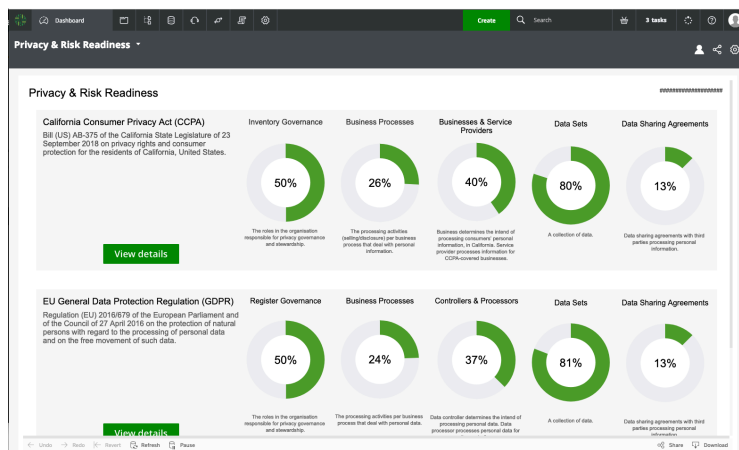 Dashboard
Create
Search
3 tasks
Privacy & Risk Readiness
Privacy & Risk Readiness
####################
California Consumer Privacy Act (CCPA)
Bill (US) AB-375 of the California State Legislature of 23
September 2018 on privacy rights and consumer
protection for the residents of California, United States.
View details
Inventory Governance
50%
The roles in the organisation
responsible for privacy governance
and stewardship.
Business Processes
26%
The processing activities
(selling/disclosure) per business
process that deal with personal
information.
Businesses & Service
Providers
40%
Business determines the intend of
processing consumers' personal
information, in California. Service
provider processes information for
CCPA-covered businesses.
Data Sets
80%
A collection of data.
Data Sharing Agreements
13%
Data sharing agreements with third
parties processing personal
information.
EU General Data Protection Regulation (GDPR)
Regulation (EU) 2016/679 of the European Parliament and
of the Council of 27 April 2016 on the protection of natural
persons with regard to the processing of personal data
and on the free movement of such data.
View details
Register Governance
50%
The roles in the organisation
responsible for privacy governance
and stewardship.
Business Processes
24%
The processing activities per business
process that deal with personal data.
Controllers & Processors
37%
Data controller determines the intend of
processing personal data. Data
processor processes personal data for
Data Sets
81%
A collection of data.
Data Sharing Agreements
13%
Data sharing agreements with third
parties processing personal
information.
Undo
Redo
Revert
Refresh
Pause
Share
Download